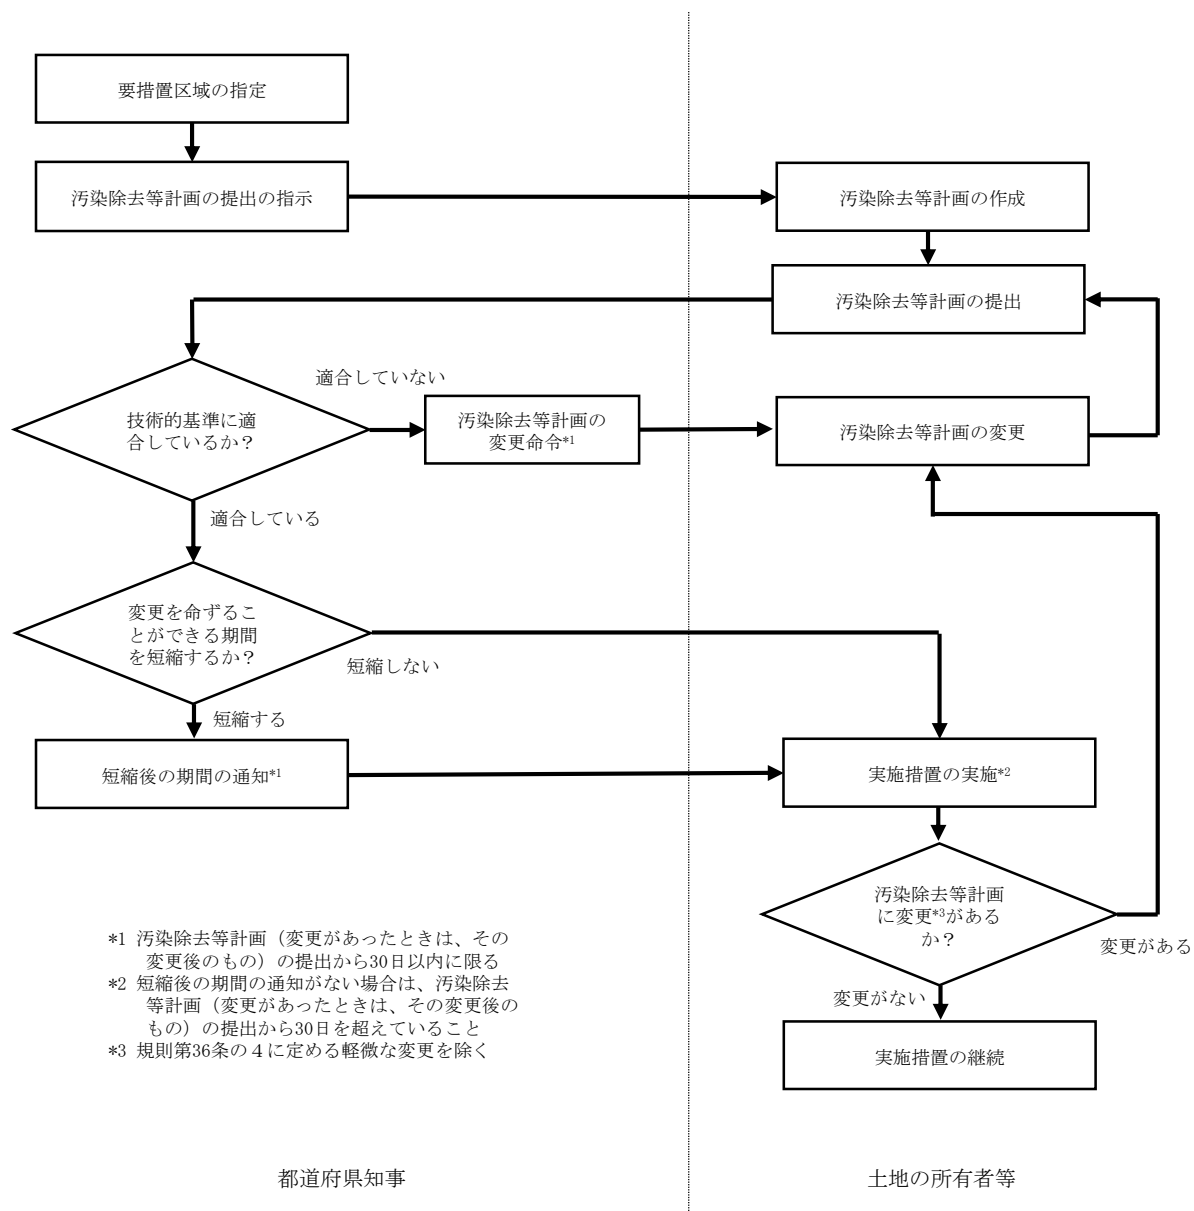 要措置区域の指定
汚染除去等計画の提出の指示
汚染除去等計画の作成
汚染除去等計画の提出
適合していない
技術的基準に適
合しているか？
汚染除去等計画の
変更命令*1
汚染除去等計画の変更
適合している
変更を命ずるこ
とができる期間
を短縮するか？
短縮しない
短縮する
短縮後の期間の通知*1
実施措置の実施*2
汚染除去等計画
に変更*3がある
か？
変更がある
変更がない
実施措置の継続
*1 汚染除去等計画（変更があったときは、その
変更後のもの）の提出から30日以内に限る
*2 短縮後の期間の通知がない場合は、汚染除去
等計画（変更があったときは、その変更後の
もの）の提出から30日を超えていること
*3 規則第36条の４に定める軽微な変更を除く
都道府県知事
土地の所有者等